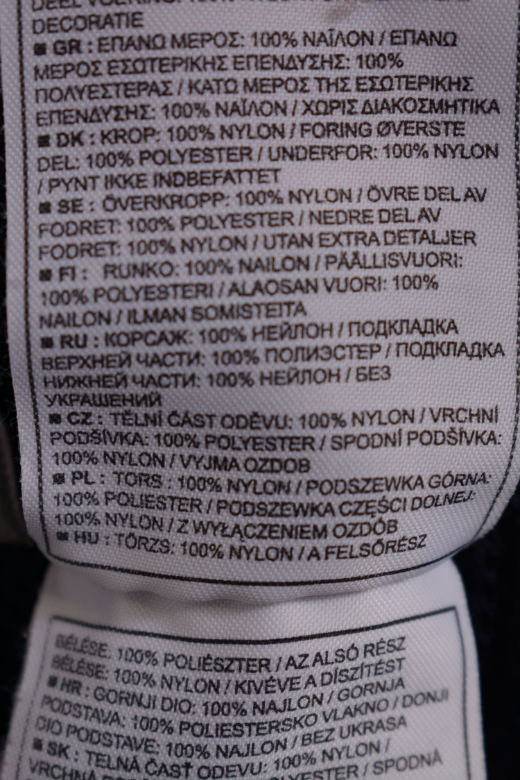 DECORATIE
■ GR : ΕΠΑΝΩ ΜΕΡΟΣ: 100% ΝΑΪΛΟΝ / ΕΠΑΝΩ
ΜΕΡΟΣ ΕΣΩΤΕΡΙΚΗΣ ΕΠΕΝΔΥΣΗΣ: 100%
ΠΟΛΥΕΣΤΕΡΑΣ / ΚΑΤΩ ΜΕΡΟΣ ΤΗΣ ΕΣΩΤΕΡΙΚΗΣ
ΕΠΕΝΔΥΣΗΣ: 100% ΝΑΪΛΟΝ / ΧΩΡΙΣ ΔΙΑΚΟΣΜΗΤΙΚΑ
■ DK : KROP: 100% NYLON / FORING ØVERSTE
DEL: 100% POLYESTER / UNDERFOR: 100% NYLON
/ PYNT IKKE INDBEFATTET
■ SE : ÖVERKROPP: 100% NYLON / ÖVRE DEL AV
FODRET: 100% POLYESTER / NEDRE DEL AV
FODRET: 100% NYLON / UTAN EXTRA DETALJER
■ FI : RUNKO: 100% NAILON / PÄÄLLISVUORI:
100% POLYESTERI / ALAOSAN VUORI: 100%
NAILON / ILMAN SOMISTEITA
■ RU : КОРСАЖ: 100% НЕЙЛОН / ПОДКЛАДКА
ВЕРХНЕЙ ЧАСТИ: 100% ПОЛИЭСТЕР / ПОДКЛАДКА
НИЖНЕЙ ЧАСТИ: 100% НЕЙЛОН / БЕЗ
УКРАШЕНИЙ
■ CZ : TĚLNÍ ČÁST ODĚVU: 100% NYLON / VRCHNÍ
PODŠÍVKA: 100% POLYESTER / SPODNÍ PODŠÍVKA:
100% NYLON / VYJMA OZDOB
■ PL : TORS : 100% NYLON / PODSZEWKA GÓRNA:
100% POLIESTER / PODSZEWKA CZĘŚCI DOLNEJ:
100% NYLON / Z WYŁĄCZENIEM OZDÓB
■ HU : TÖRZS: 100% NYLON / A FELSŐRÉSZ
BÉLÉSE: 100% POLIÉSZTER / AZ ALSÓ RÉSZ
BÉLÉSE: 100% NYLON / KIVÉVE A DÍSZÍTÉST
■ HR : GORNJI DIO: 100% NAJLON / GORNJA
PODSTAVA: 100% POLIESTERSKO VLAKNO / DONJI
DIO PODSTAVE: 100% NAJLON / BEZ UKRASA
■ SK : TELNÁ ČASŤ ODEVU: 100% NYLON /
POLYESTER / SPODNÁ